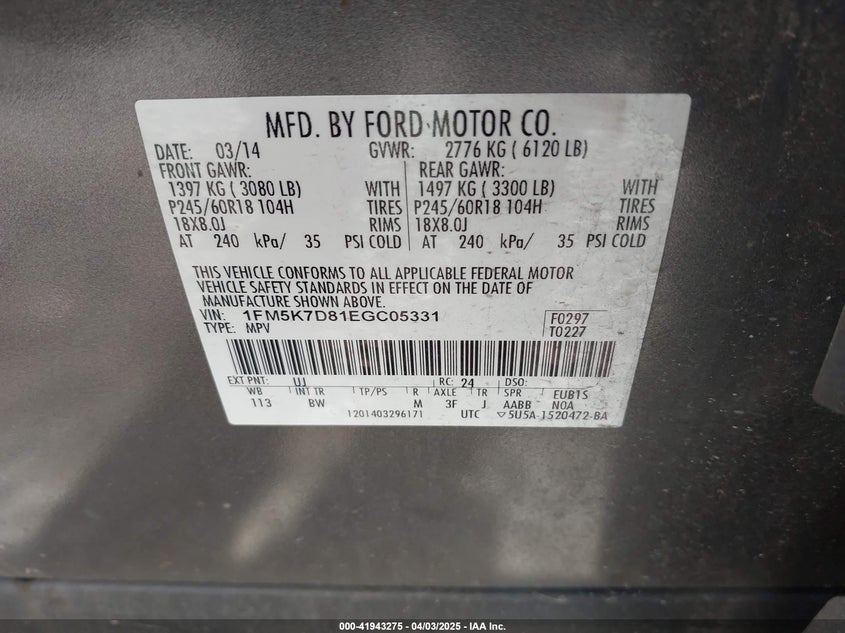 MFD. BY FORD MOTOR CO.
DATE: 03/14 GVWR: 2776 KG ( 6120 LB)
FRONT GAWR: REAR GAWR:
1397 KG ( 3080 LB) WITH 1497 KG ( 3300 LB) WITH
P245/60R18 104H TIRES P245/60R18 104H TIRES
18X8.0J RIMS 18X8.0J RIMS
AT 240 kPa/ 35 PSI COLD AT 240 kPa/ 35 PSI COLD
THIS VEHICLE CONFORMS TO ALL APPLICABLE FEDERAL MOTOR
VEHICLE SAFETY STANDARDS IN EFFECT ON THE DATE OF
MANUFACTURE SHOWN ABOVE.
VIN: 1FM5K7D81EGC05331 F0297
TYPE: MPV T0227
EXT PNT: UJ RC: 24 DSO:
WB INT TR TP/PS R AXLE TR SPR EUB1S
113 BW M 3F J AABB N0A
1201403296171 UTC ▽5U5A-1520472-BA
000-41943275 - 04/03/2025 - IAA Inc.